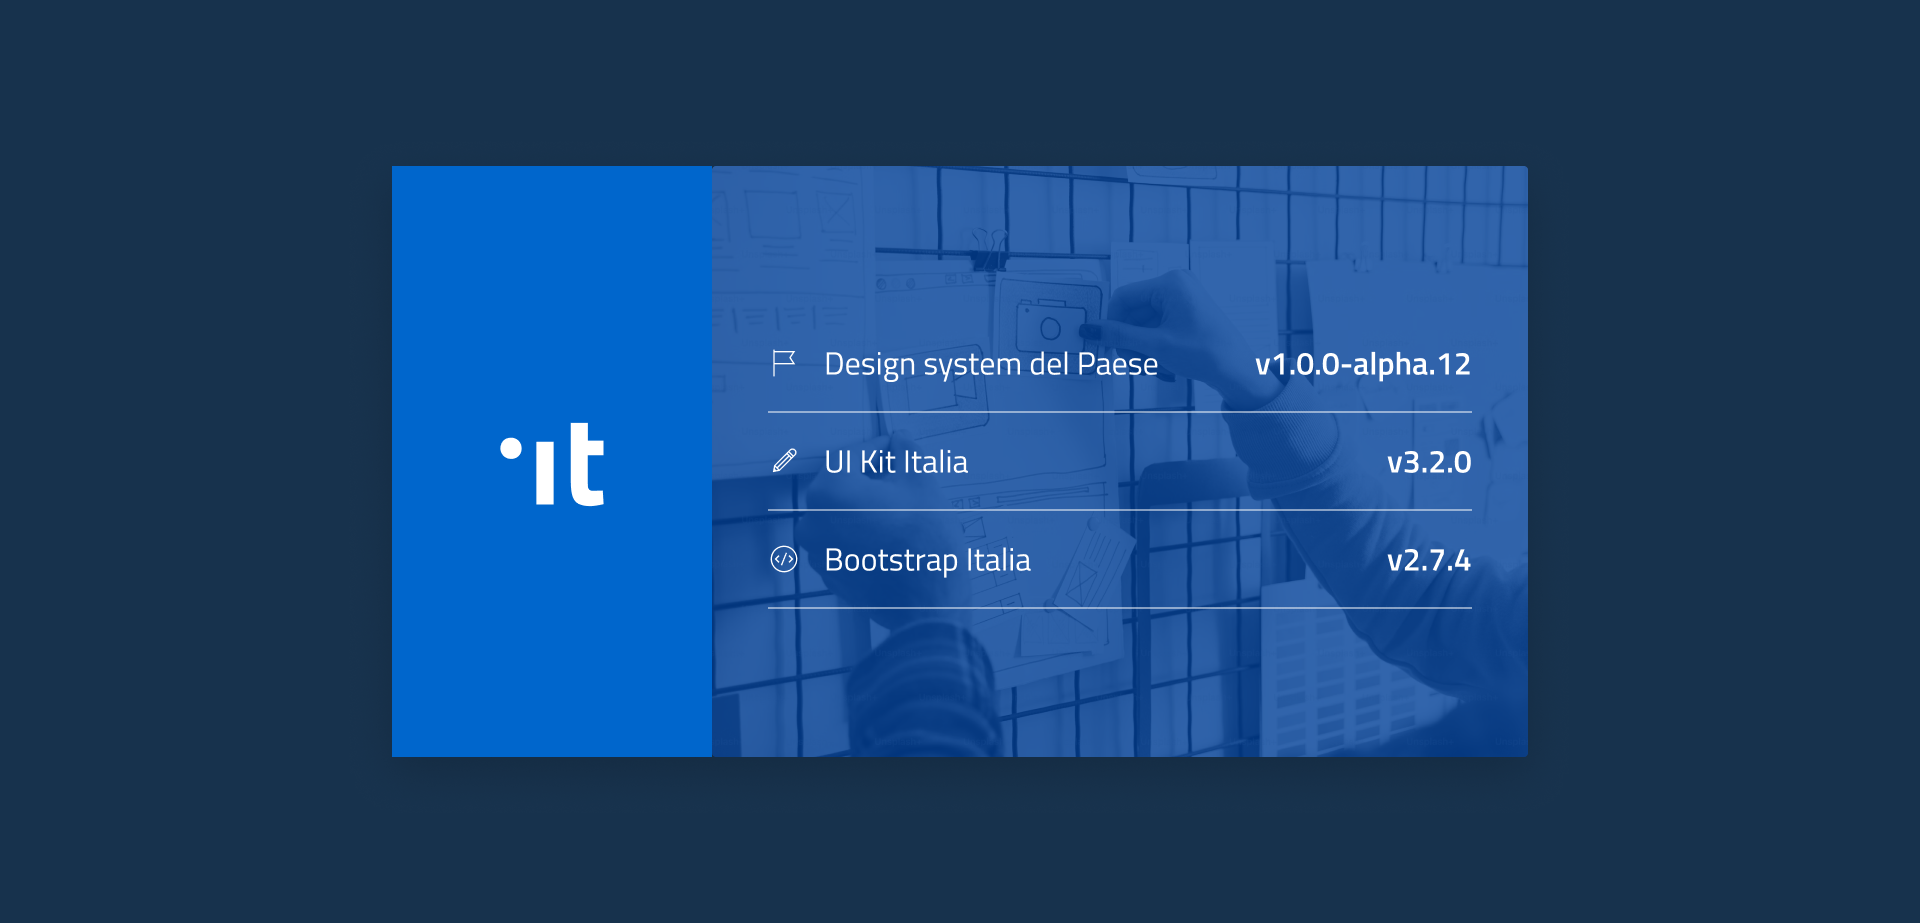 it
Design system del Paese v1.0.0-alpha.12
UI Kit Italia v3.2.0
Bootstrap Italia v2.7.4